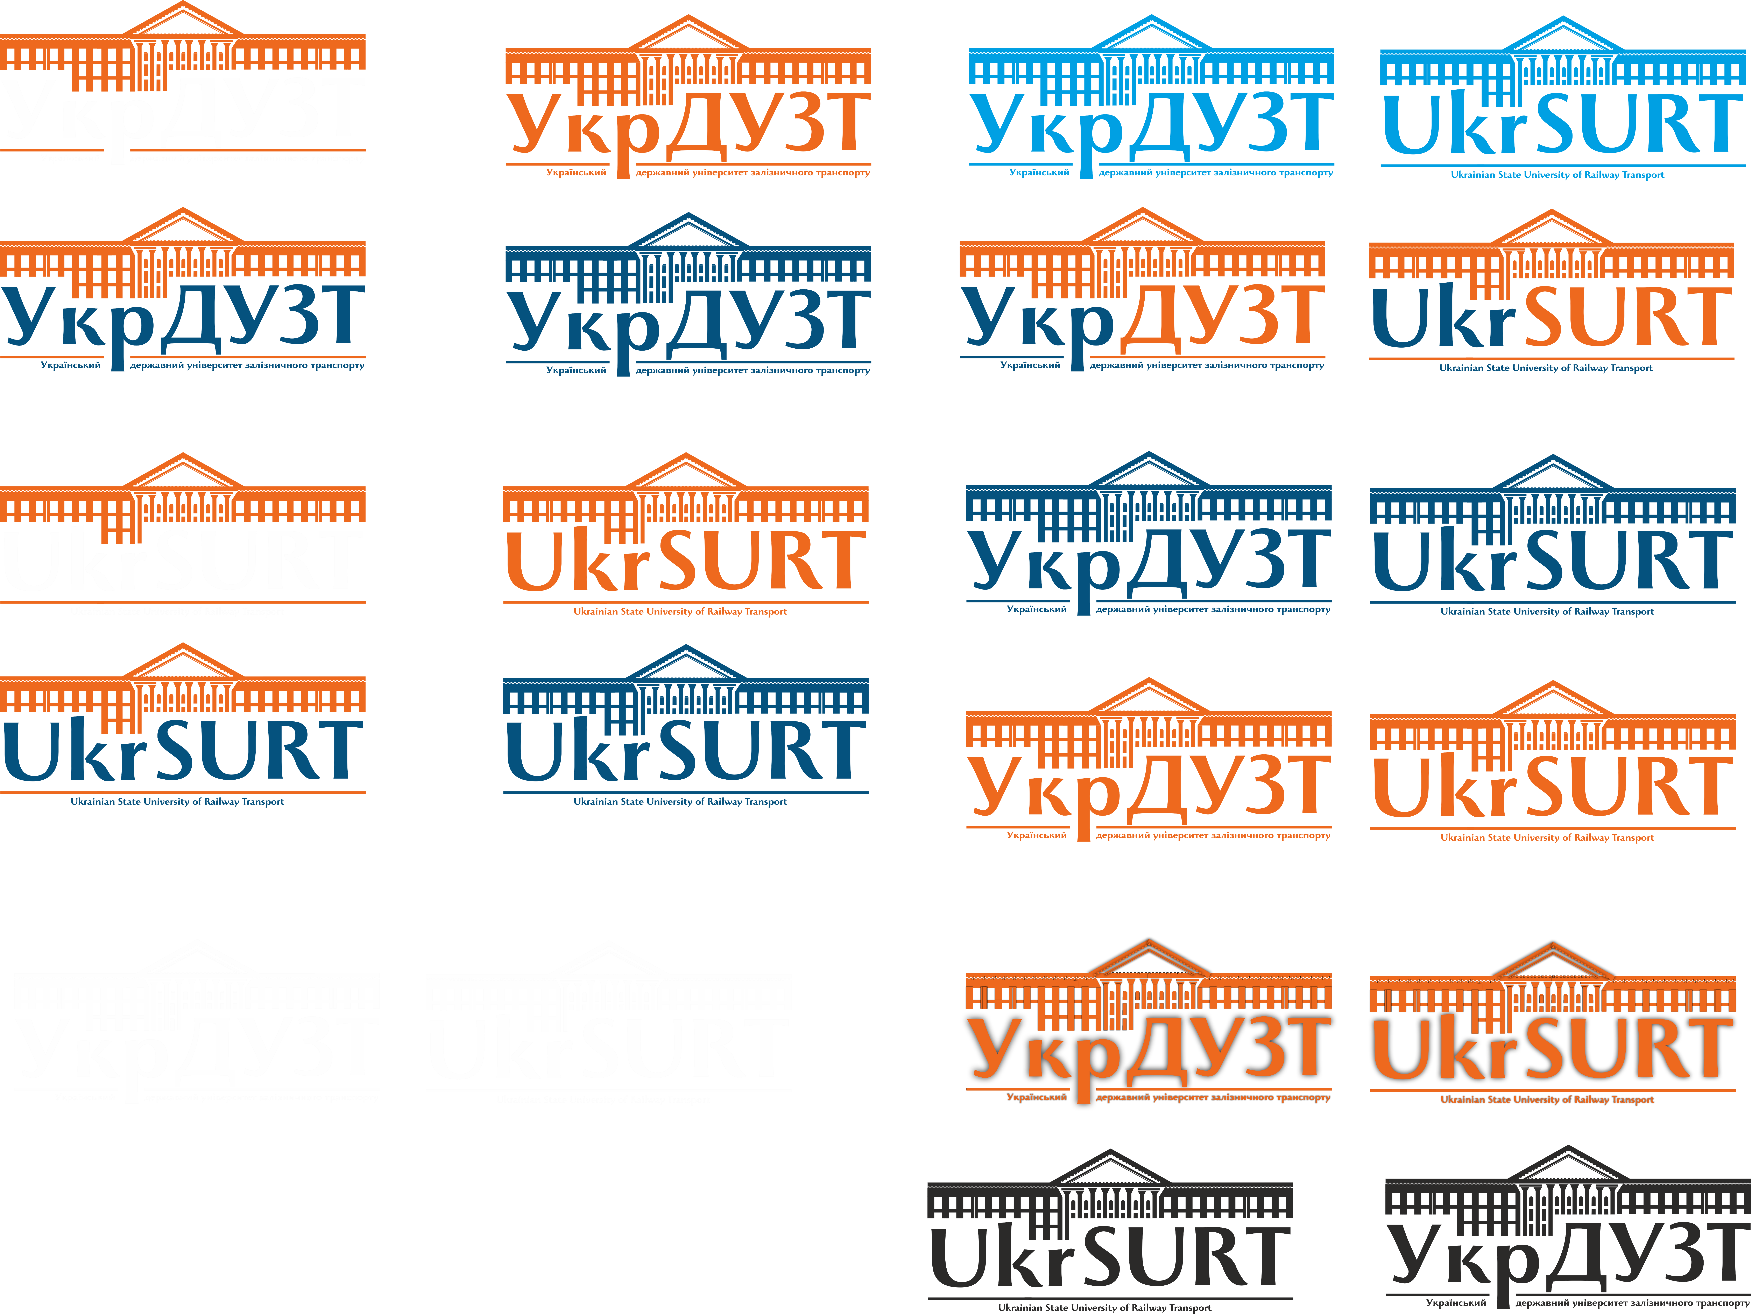 УкрДУЗТ
Український державний університет залізничного транспорту
УкрДУЗТ
Український державний університет залізничного транспорту
UkrSURT
Ukrainian State University of Railway Transport
УкрДУЗТ
Український державний університет залізничного транспорту
УкрДУЗТ
Український державний університет залізничного транспорту
УкрДУЗТ
Український державний університет залізничного транспорту
UkrSURT
Ukrainian State University of Railway Transport
UkrSURT
Ukrainian State University of Railway Transport
УкрДУЗТ
Український державний університет залізничного транспорту
UkrSURT
Ukrainian State University of Railway Transport
UkrSURT
Ukrainian State University of Railway Transport
UkrSURT
Ukrainian State University of Railway Transport
УкрДУЗТ
Український державний університет залізничного транспорту
UkrSURT
Ukrainian State University of Railway Transport
УкрДУЗТ
Український державний університет залізничного транспорту
UkrSURT
Ukrainian State University of Railway Transport
UkrSURT
Ukrainian State University of Railway Transport
УкрДУЗТ
Український державний університет залізничного транспорту